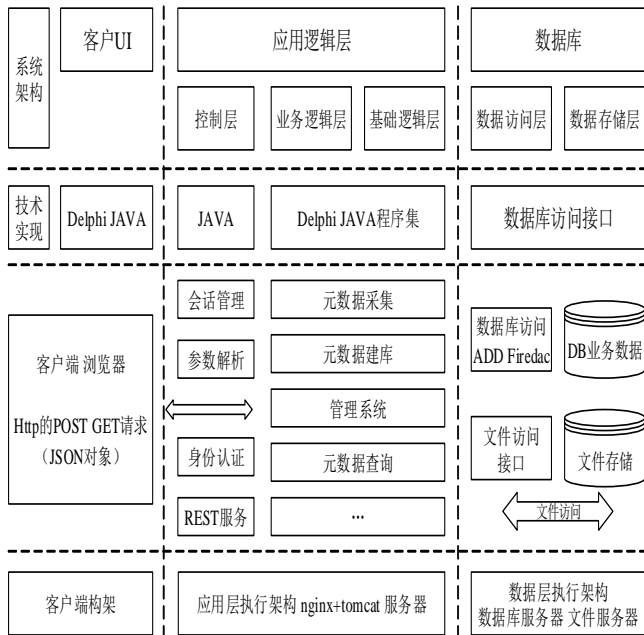 系统
架构
客户UI
应用逻辑层
数据库
控制层
业务逻辑层
基础逻辑层
数据访问层
数据存储层
技术
实现
Delphi JAVA
JAVA
Delphi JAVA程序集
数据库访问接口
客户端 浏览器
Http的POST GET请求
（JSON对象）
会话管理
参数解析
身份认证
REST服务
元数据采集
元数据建库
管理系统
元数据查询
...
数据库访问
ADD Firedac
DB业务数据
文件访问
接口
文件存储
文件访问
客户端构架
应用层执行架构 nginx+tomcat 服务器
数据层执行架构
数据库服务器 文件服务器